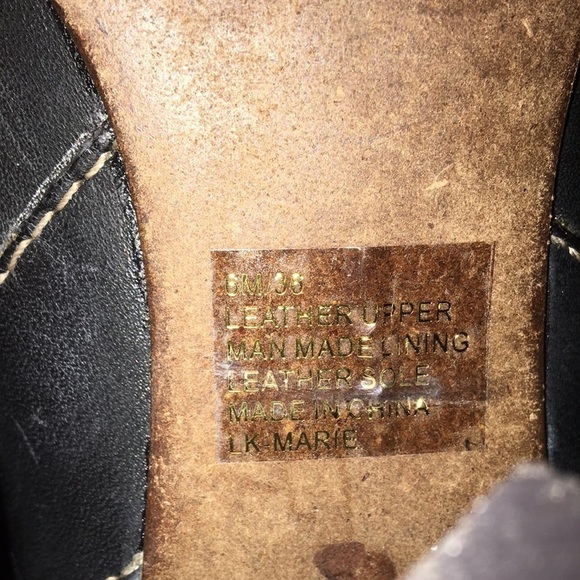 6M/36
LEATHER UPPER
MAN MADE LINING
LEATHER SOLE
MADE IN CHINA
LK-MARIE